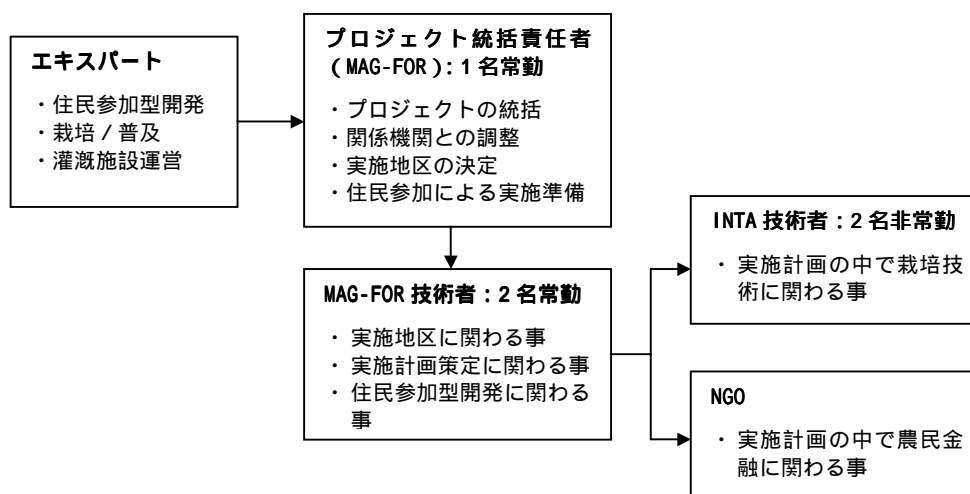 エキスパート
・住民参加型開発
・栽培/普及
・灌漑施設運営
プロジェクト統括責任者
(MAG-FOR):1名常勤
・プロジェクトの統括
・関係機関との調整
・実施地区の決定
・住民参加による実施準備
MAG-FOR 技術者:2名常勤
・実施地区に関わる事
・実施計画策定に関わる事
・住民参加型開発に関わる
事
INTA 技術者:2名非常勤
・実施計画の中で栽培技
術に関わる事
NGO
・実施計画の中で農民金
融に関わる事